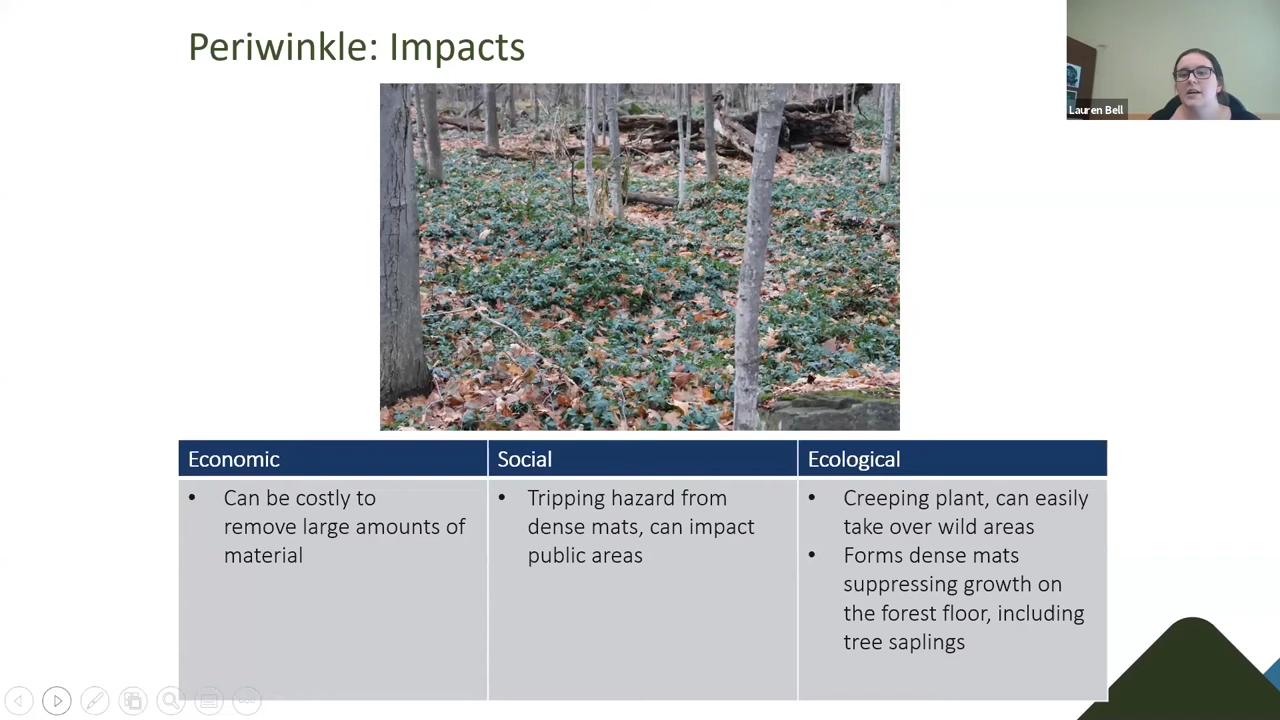 Periwinkle: Impacts
Lauren Bell
Economic
Social
Ecological
• Can be costly to
remove large amounts of
material
• Tripping hazard from
dense mats, can impact
public areas
• Creeping plant, can easily
take over wild areas
• Forms dense mats
suppressing growth on
the forest floor, including
tree saplings